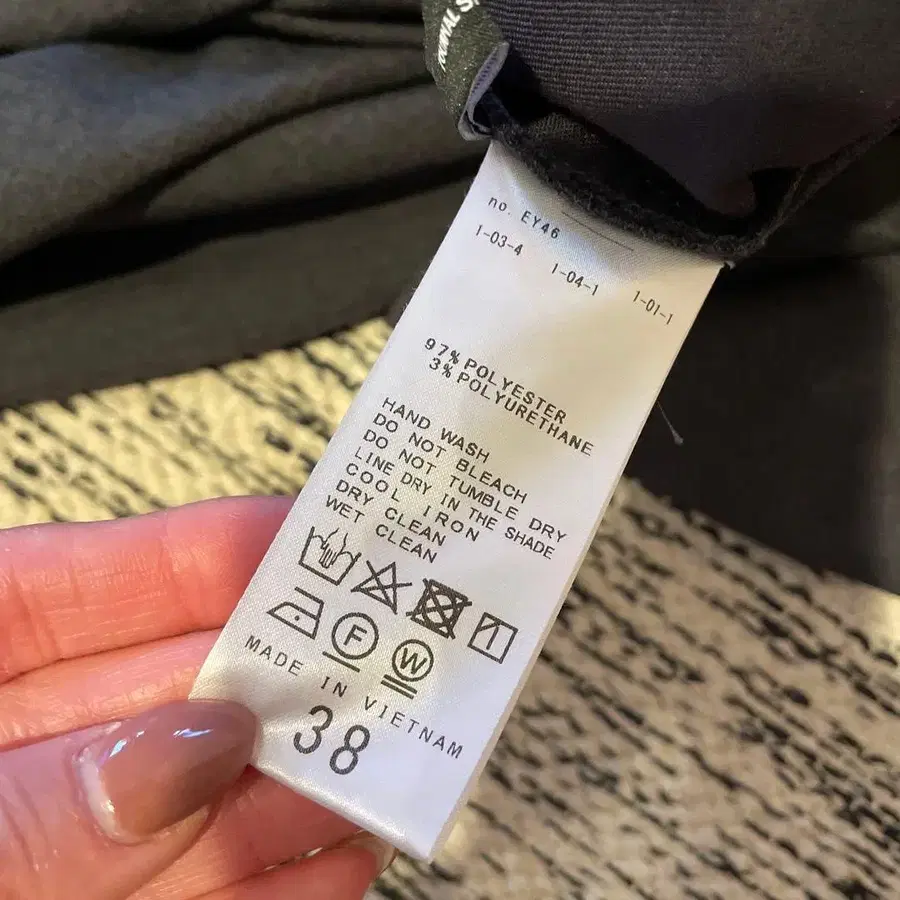 no. EY46
1-03-4 1-04-1 1-01-1
97% POLYESTER
3% POLYURETHANE
HAND WASH
DO NOT BLEACH
DO NOT TUMBLE DRY
LINE DRY IN THE SHADE
COOL IRON
DRY CLEAN
WET CLEAN
F W
MADE IN VIETNAM
38